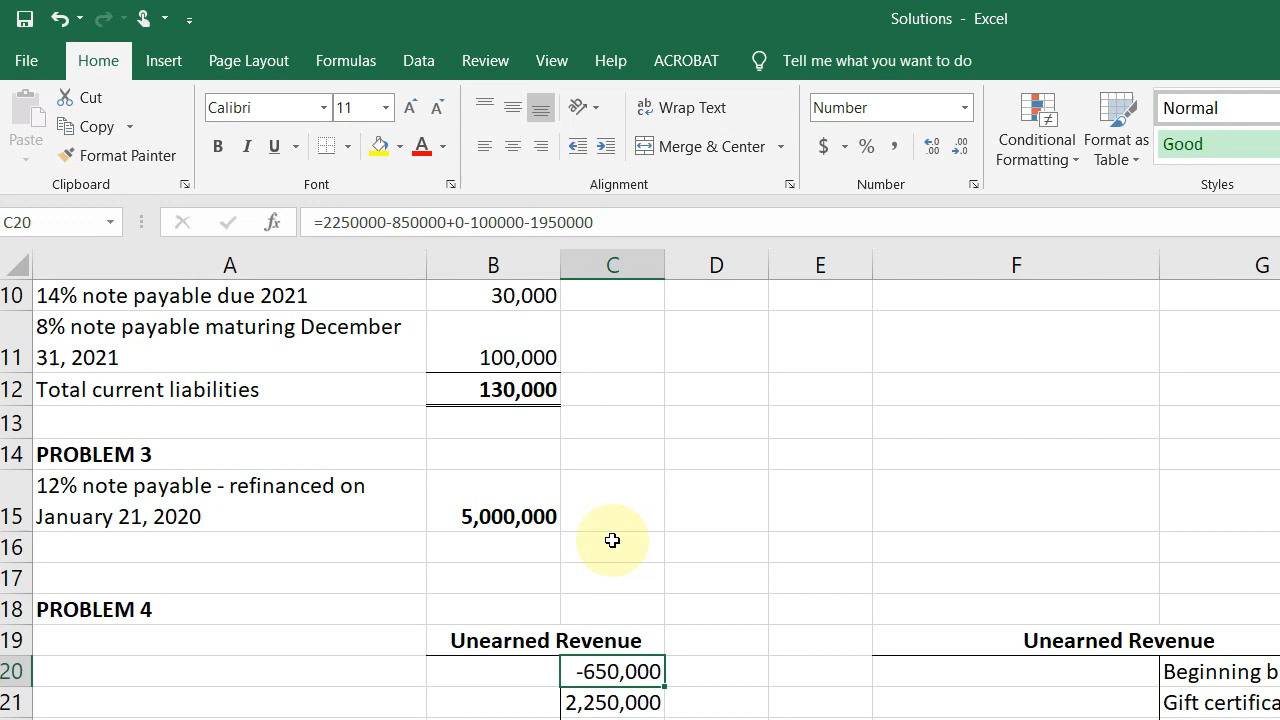 Solutions - Excel
File Home Insert Page Layout Formulas Data Review View Help ACROBAT Tell me what you want to do
Paste
Cut
Copy
Format Painter
Clipboard
Calibri 11
B I U
Font
Wrap Text
Merge & Center
Alignment
Number
$ % ,
Number
Conditional Formatting
Format as Table
Normal
Good
Styles
C20 fx =2250000-850000+0-100000-1950000
A B C D E F G
10 14% note payable due 2021 30,000
8% note payable maturing December
11 31, 2021 100,000
12 Total current liabilities 130,000
13
14 PROBLEM 3
12% note payable - refinanced on
15 January 21, 2020 5,000,000
16
17
18 PROBLEM 4
19 Unearned Revenue Unearned Revenue
20 -650,000 Beginning b
21 2,250,000 Gift certifica